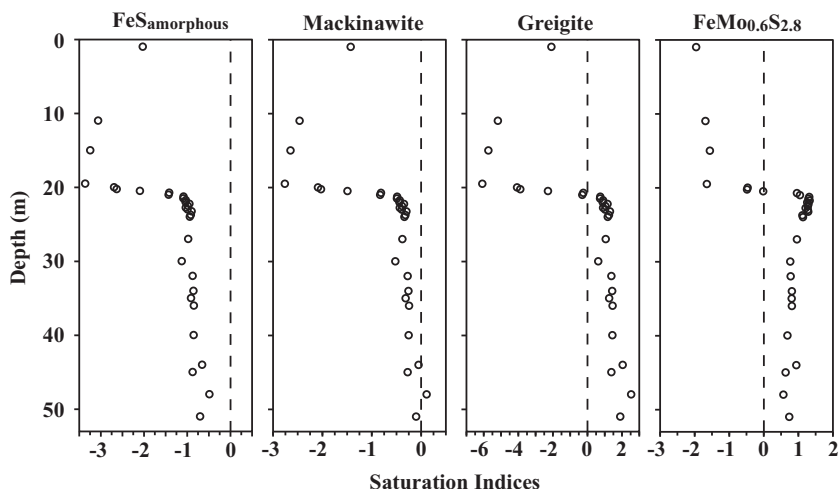 FeSamorphous Mackinawite Greigite FeMo0.6S2.8
0
10
20
30
40
50
Depth (m)
-3 -2 -1 0 -3 -2 -1 0 -6 -4 -2 0 2 -3 -2 -1 0 1 2
Saturation Indices